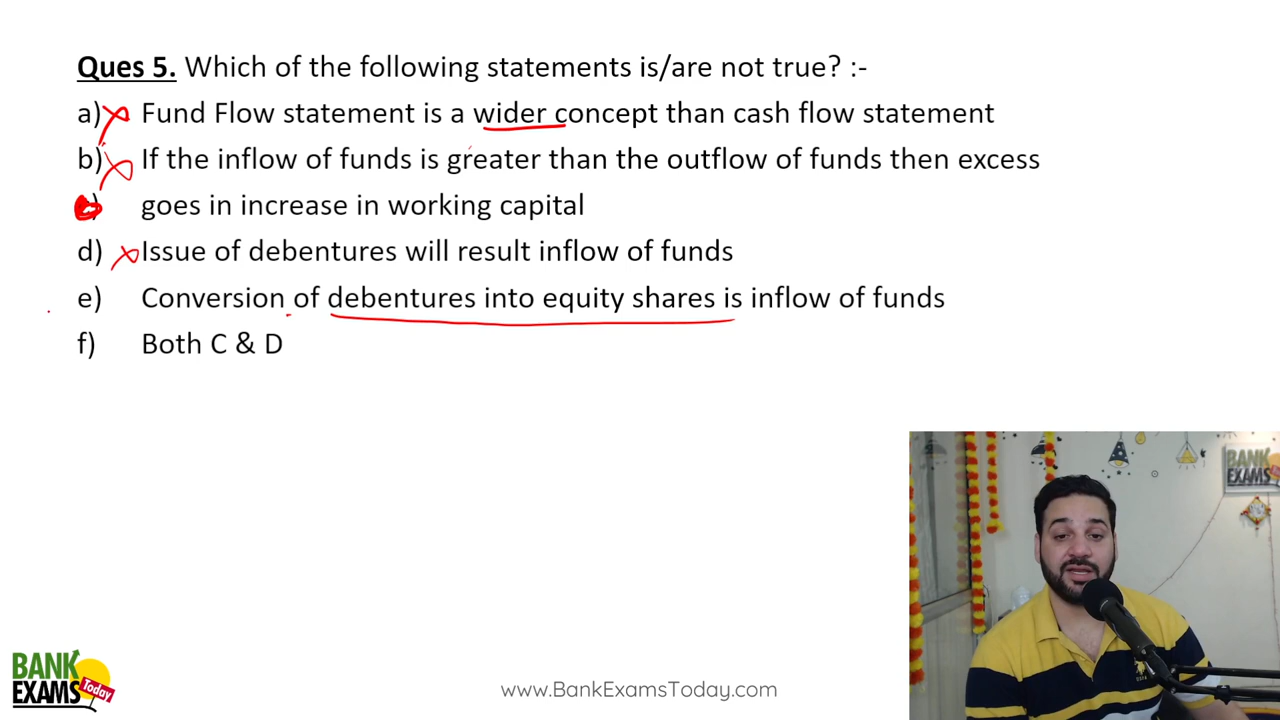 Ques 5. Which of the following statements is/are not true? :-
a) Fund Flow statement is a wider concept than cash flow statement
b) If the inflow of funds is greater than the outflow of funds then excess
goes in increase in working capital
d) Issue of debentures will result inflow of funds
e) Conversion of debentures into equity shares is inflow of funds
f) Both C & D
BANK
EXAMS
BANK
EXAMS
Today
www.BankExamsToday.com